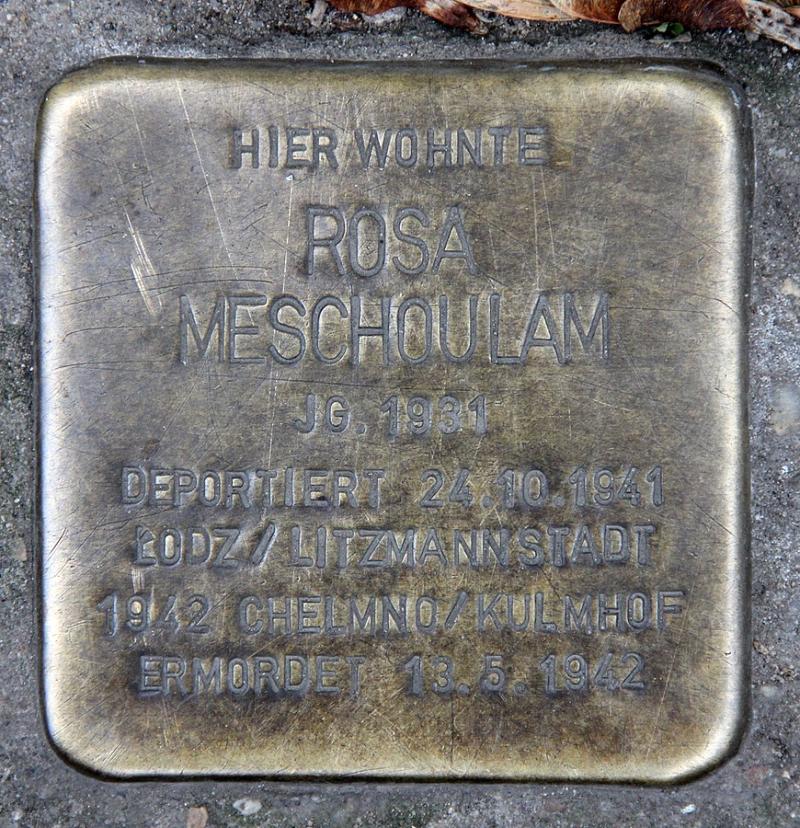 HIER WOHNTE
ROSA
MESCHOULAM
JG. 1931
DEPORTIERT 24.10.1941
ŁODZ / LITZMANNSTADT
1942 CHELMNO / KULMHOF
ERMORDET 13.5.1942